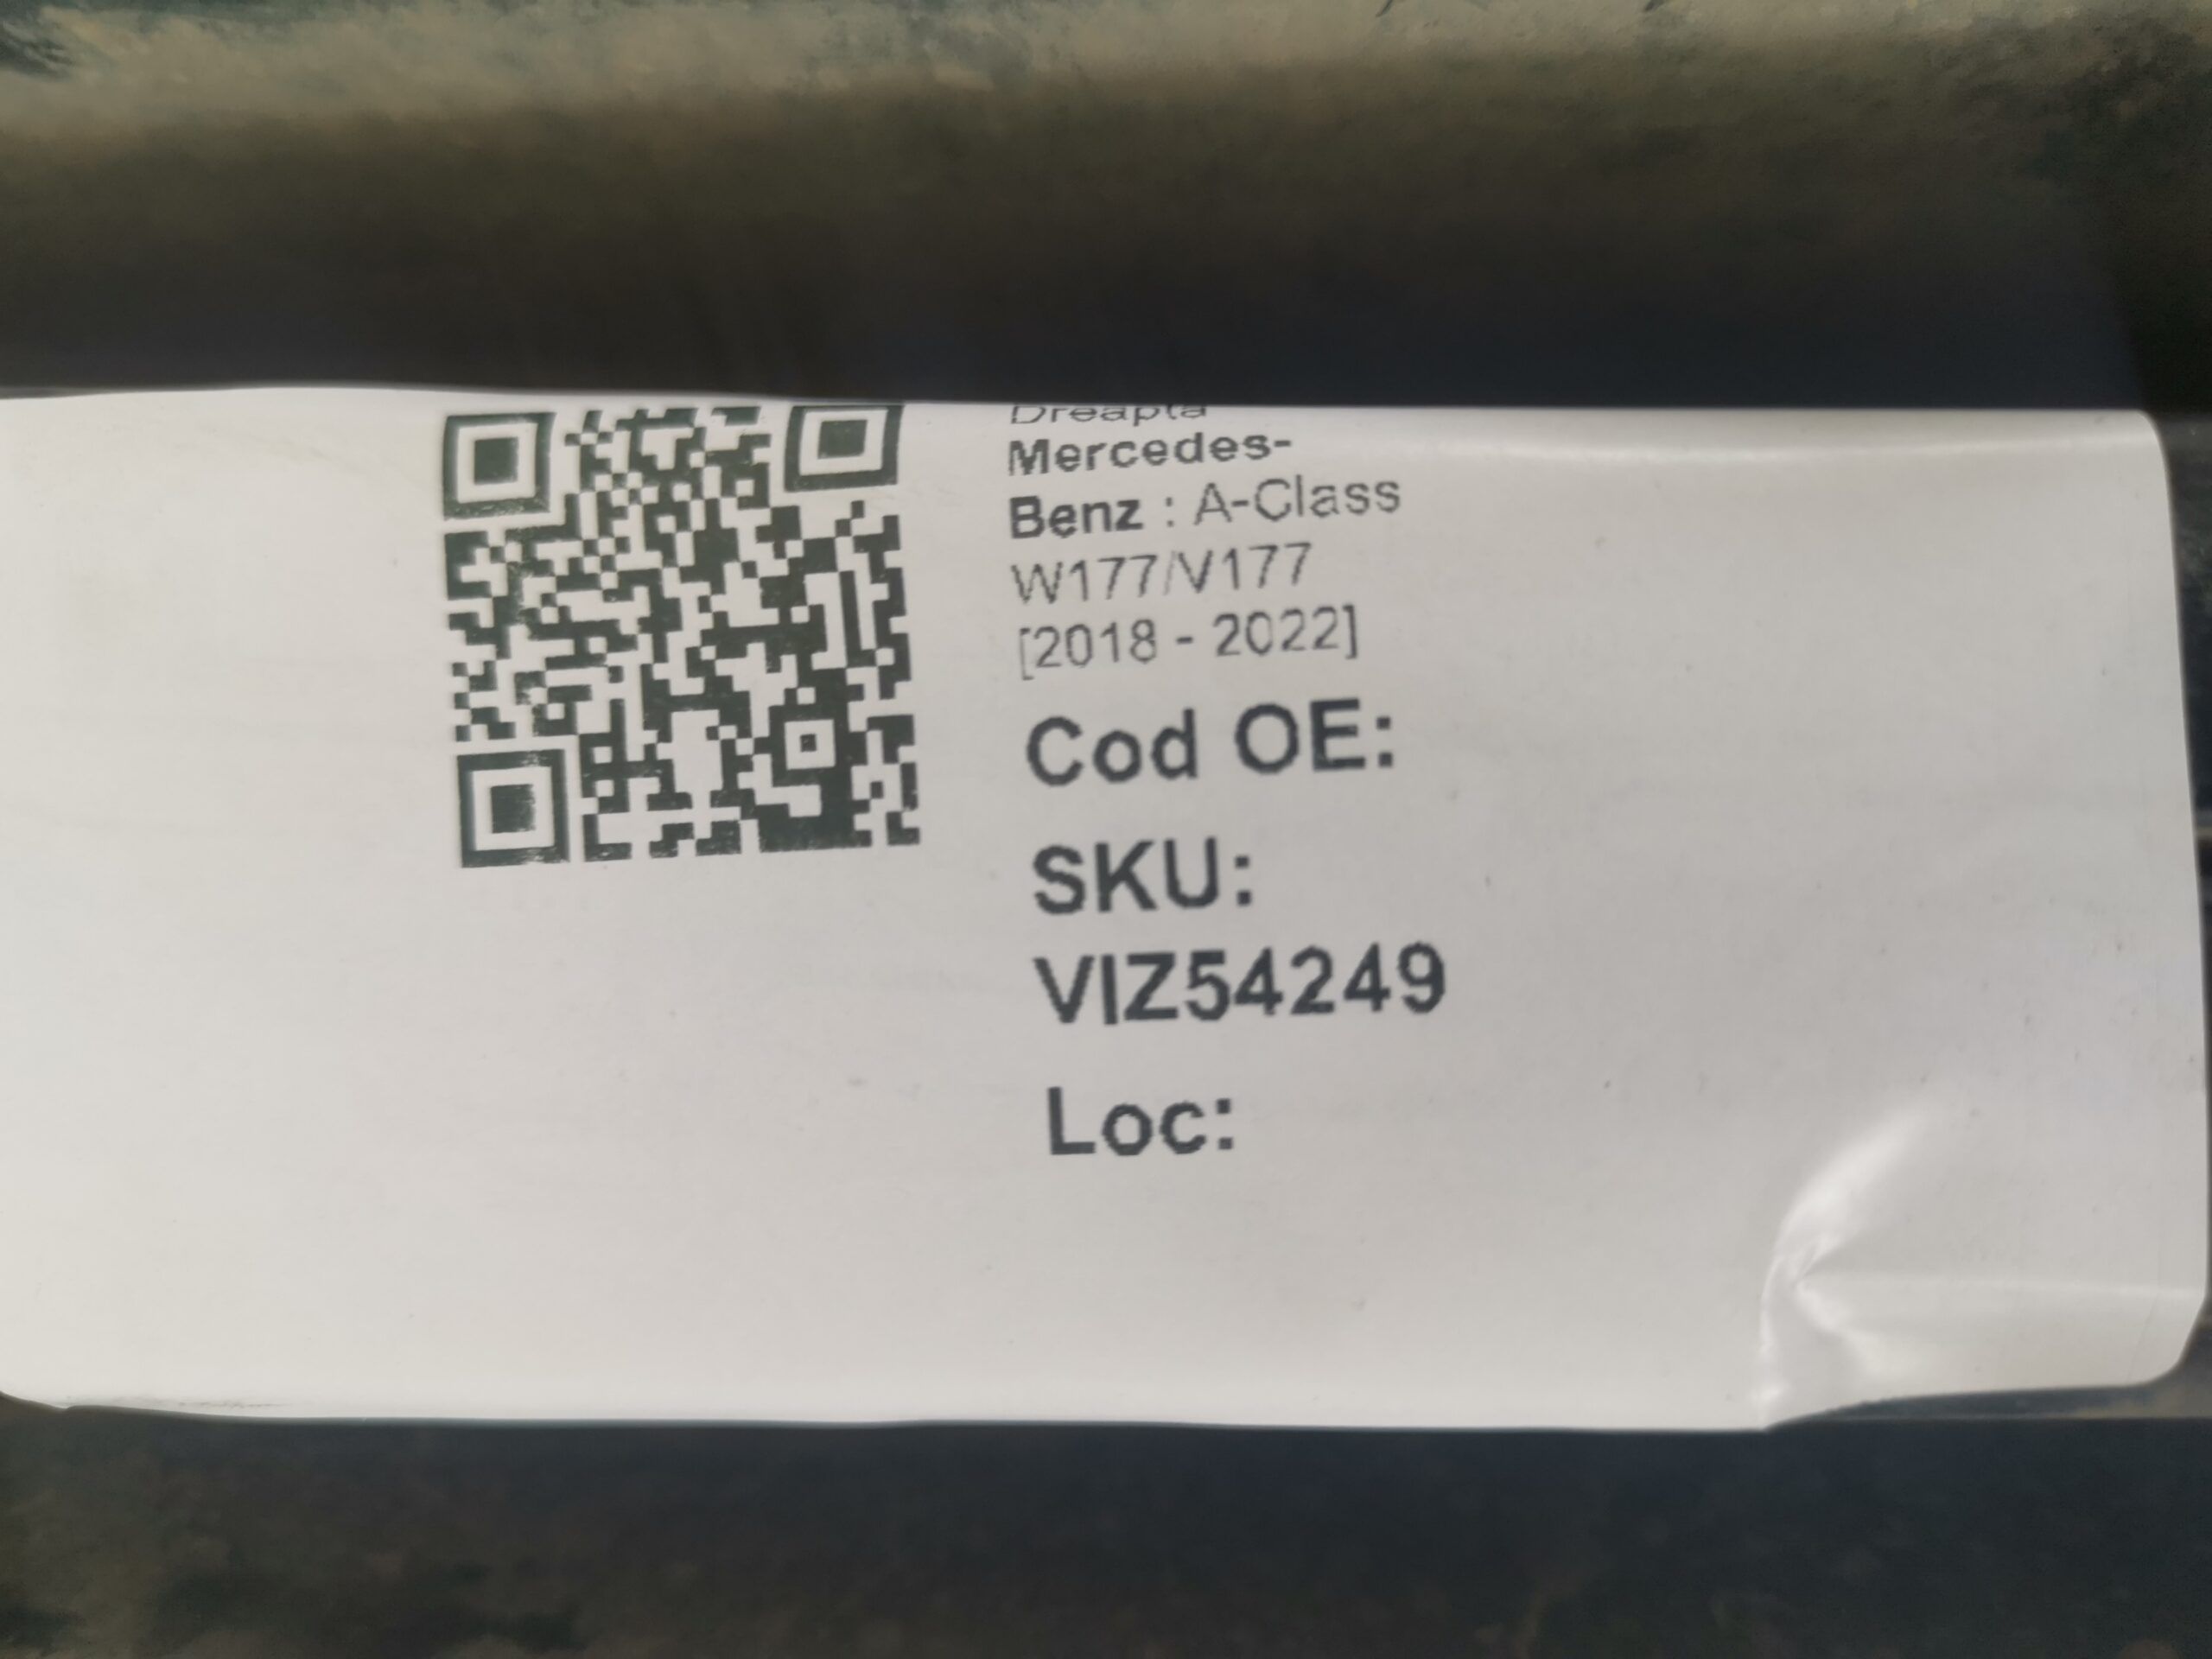 Dreapta
Mercedes-
Benz : A-Class
W177/V177
[2018 - 2022]
Cod OE:
SKU:
VIZ54249
Loc: